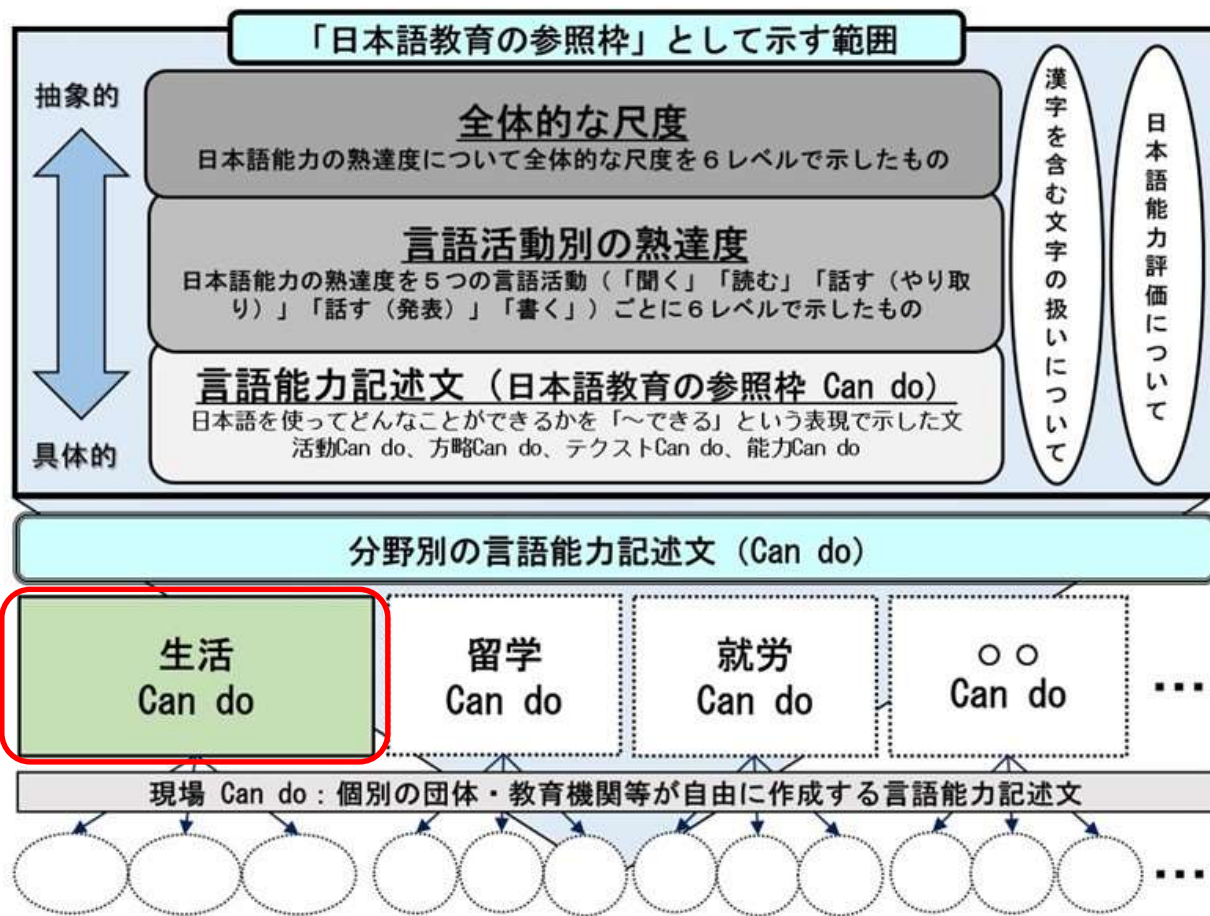 「日本語教育の参照枠」として示す範囲
抽象的
具体的
全体的な尺度
日本語能力の熟達度について全体的な尺度を６レベルで示したもの
言語活動別の熟達度
日本語能力の熟達度を５つの言語活動（「聞く」「読む」「話す（やり取
り）」「話す（発表）」「書く」）ごとに６レベルで示したもの
言語能力記述文（日本語教育の参照枠 Can do）
日本語を使ってどんなことができるかを「～できる」という表現で示した文
活動Can do、方略Can do、テクストCan do、能力Can do
漢字を含む文字の扱いについて
日本語能力評価について
分野別の言語能力記述文（Can do）
生活
Can do
留学
Can do
就労
Can do
○○
Can do
…
現場 Can do：個別の団体・教育機関等が自由に作成する言語能力記述文
…